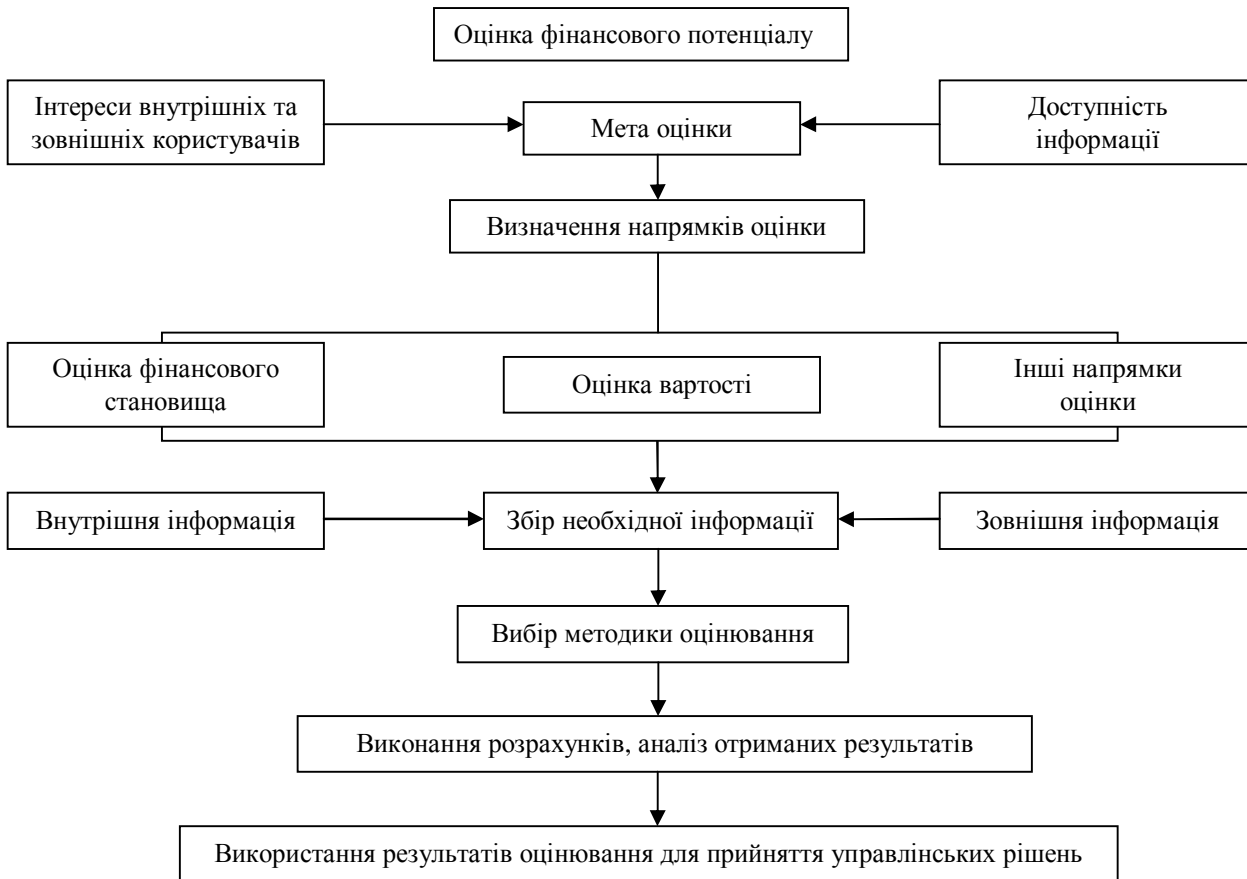 Оцінка фінансового потенціалу
Інтереси внутрішніх та
зовнішніх користувачів
Мета оцінки
Доступність
інформації
Визначення напрямків оцінки
Оцінка фінансового
становища
Оцінка вартості
Інші напрямки
оцінки
Внутрішня інформація
Збір необхідної інформації
Зовнішня інформація
Вибір методики оцінювання
Виконання розрахунків, аналіз отриманих результатів
Використання результатів оцінювання для прийняття управлінських рішень